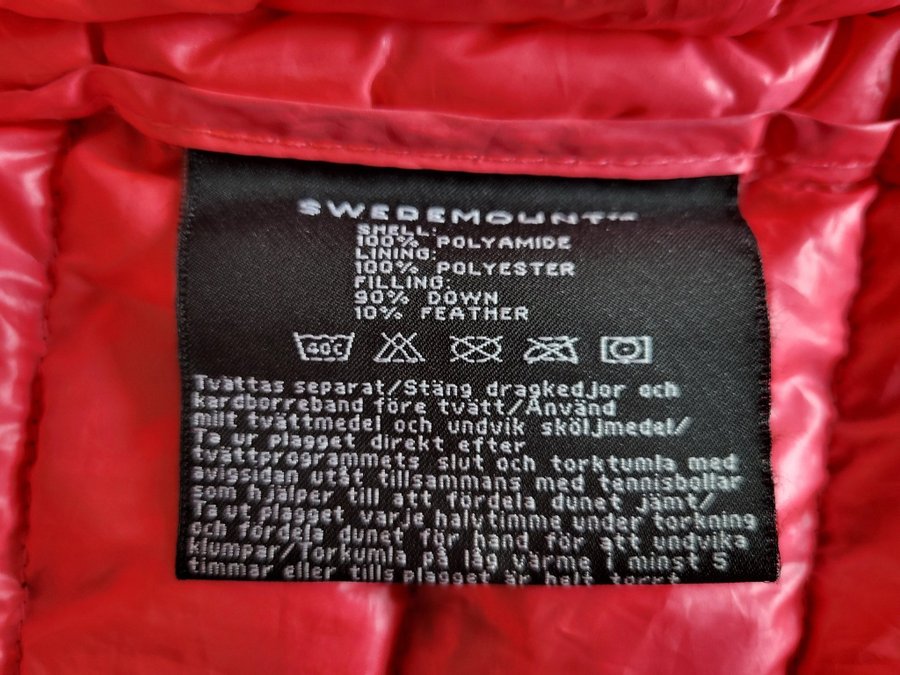 SWEDEMOUNT™
SHELL:
100% POLYAMIDE
LINING:
100% POLYESTER
FILLING:
90% DOWN
10% FEATHER
40C
Tvättas separat/Stäng dragkedjor och
kardborreband före tvätt/Använd
milt tvättmedel och undvik sköljmedel/
Ta ur plagget direkt efter
tvättprogrammets slut och torktumla med
avigsidan utåt tillsammans med tennisbollar
som hjälper till att fördela dunet jämt/
Ta ut plagget varje halvtimme under torkning
och fördela dunet för hand för att undvika
klumpar/Torkumla på låg värme i minst 5
timmar eller tills plagget är helt torrt